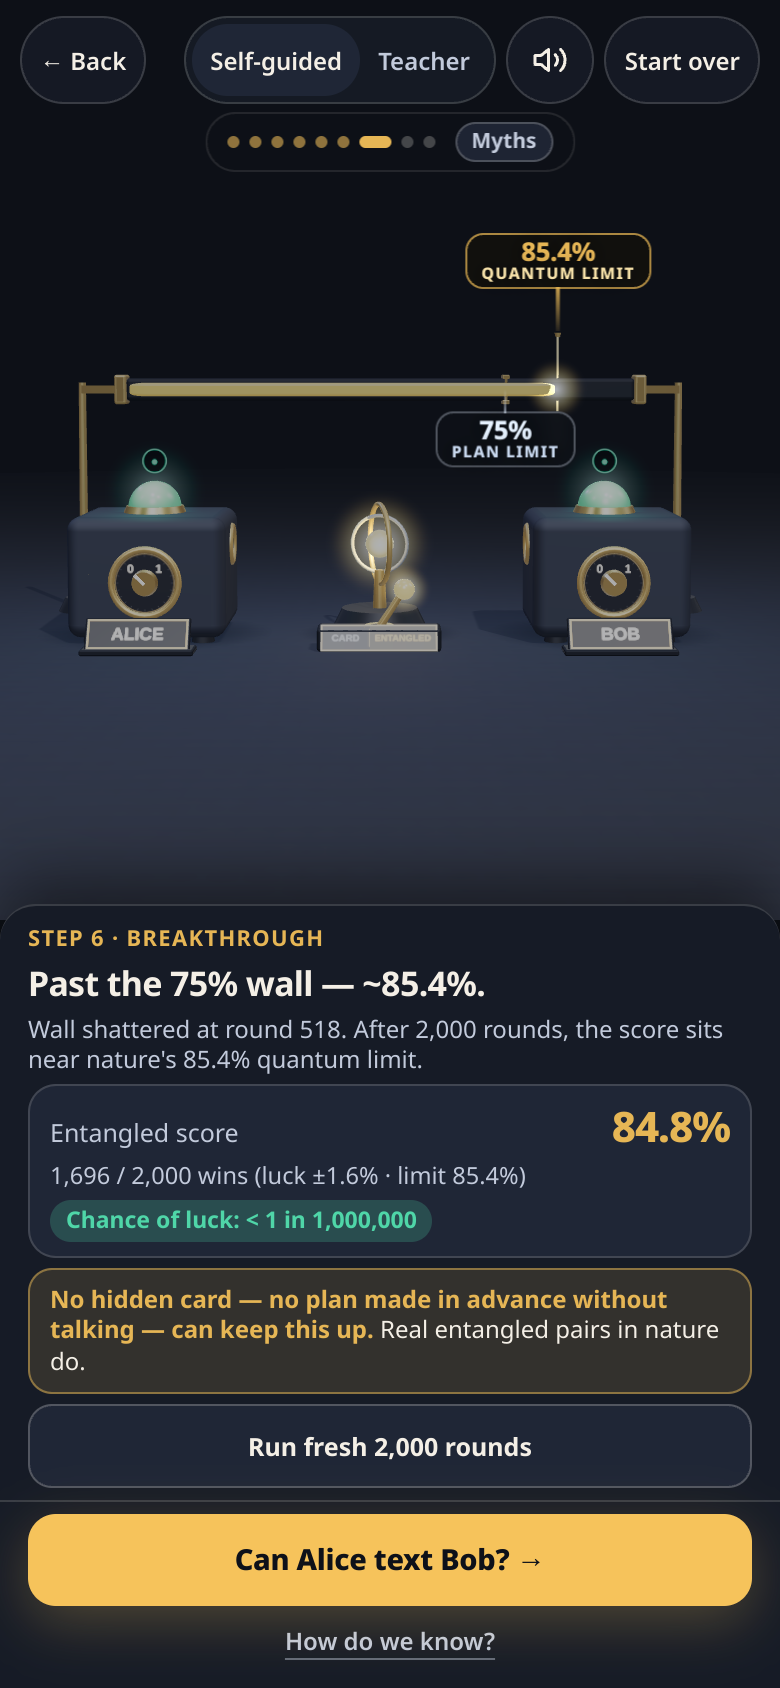 ← Back
Self-guided
Teacher
Start over
Myths
85.4%
QUANTUM LIMIT
75%
PLAN LIMIT
0 1
0 1
ALICE
CARD ENTANGLED
BOB
STEP 6 · BREAKTHROUGH
Past the 75% wall — ~85.4%.
Wall shattered at round 518. After 2,000 rounds, the score sits
near nature's 85.4% quantum limit.
Entangled score
84.8%
1,696 / 2,000 wins (luck ±1.6% · limit 85.4%)
Chance of luck: < 1 in 1,000,000
No hidden card — no plan made in advance without
talking — can keep this up. Real entangled pairs in nature
do.
Run fresh 2,000 rounds
Can Alice text Bob? →
How do we know?